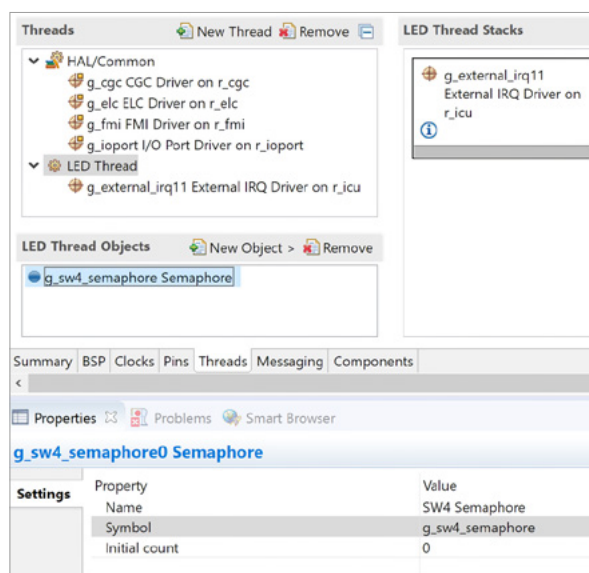 Threads
New Thread Remove
HAL/Common
g_cgc CGC Driver on r_cgc
g_elc ELC Driver on r_elc
g_fmi FMI Driver on r_fmi
g_ioport I/O Port Driver on r_ioport
LED Thread
g_external_irq11 External IRQ Driver on r_icu
LED Thread Stacks
g_external_irq11
External IRQ Driver on
r_icu
LED Thread Objects
New Object > Remove
g_sw4_semaphore Semaphore
Summary BSP Clocks Pins Threads Messaging Components
Properties Problems Smart Browser
g_sw4_semaphore0 Semaphore
Settings
Property Value
Name SW4 Semaphore
Symbol g_sw4_semaphore
Initial count 0